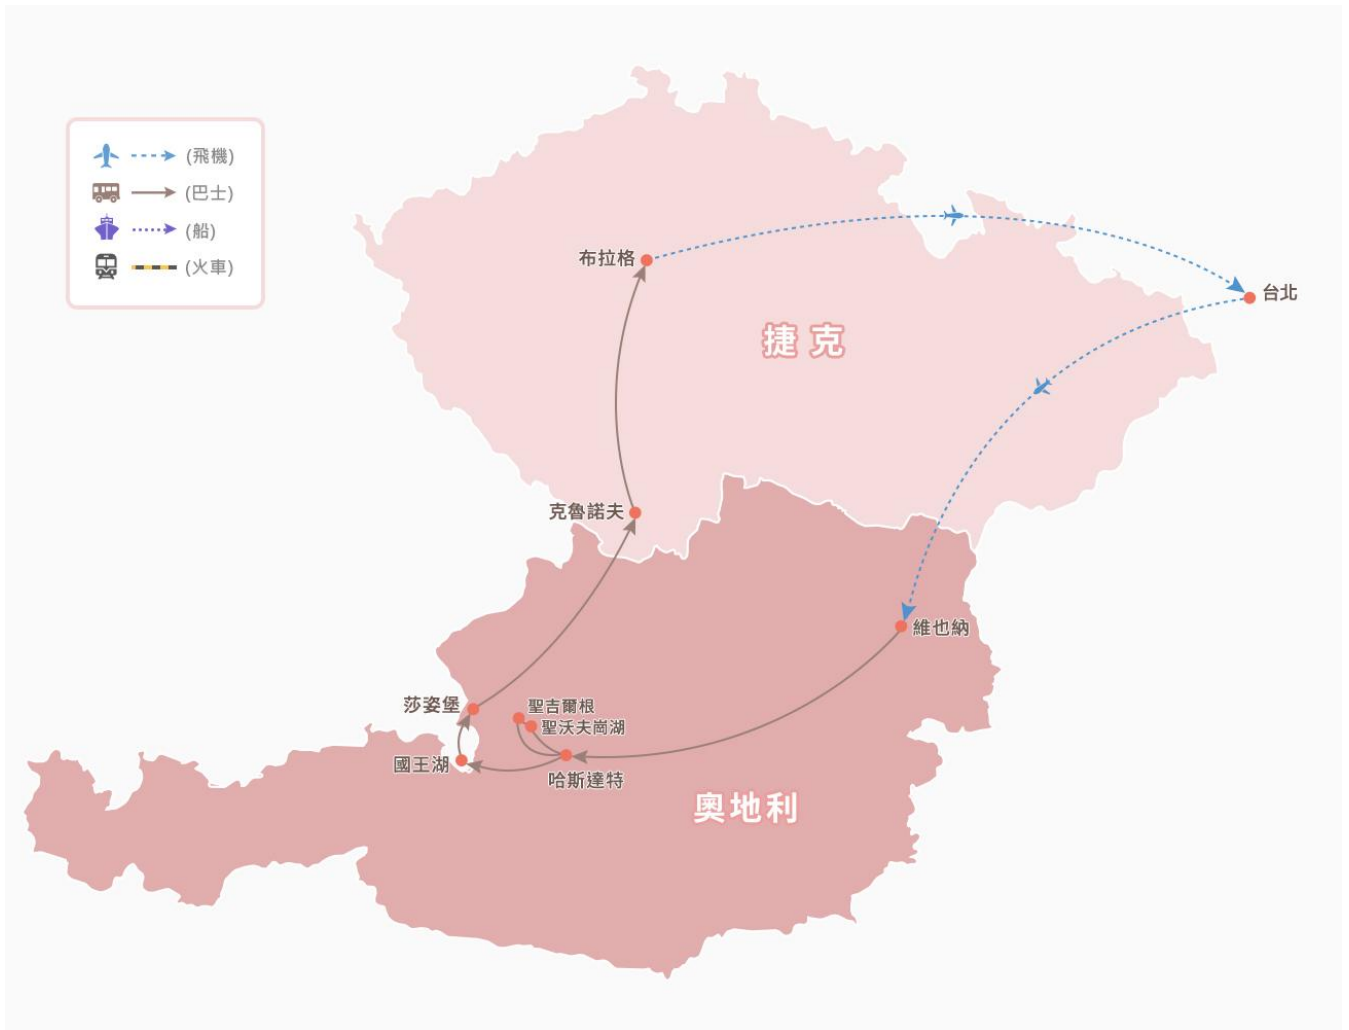 (飛機)
(巴士)
(船)
(火車)
布拉格
台北
捷克
克魯諾夫
維也納
莎姿堡
聖吉爾根
聖沃夫崗湖
國王湖
哈斯達特
奧地利